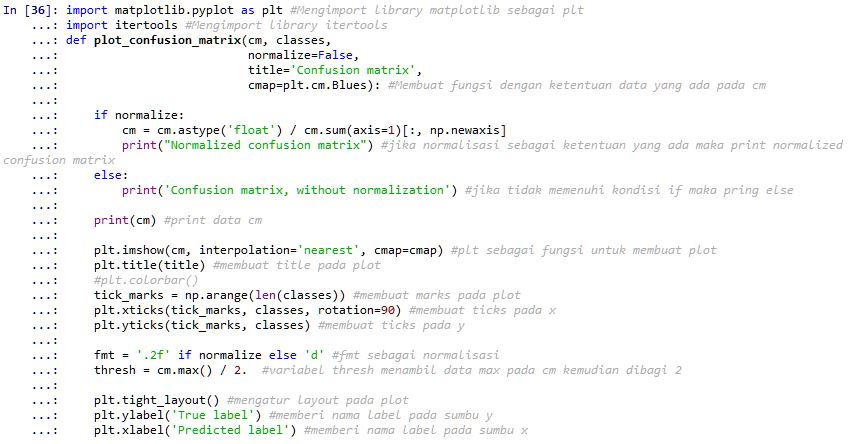 In [36]: import matplotlib.pyplot as plt #Mengimport library matplotlib sebagai plt
    ...: import itertools #Mengimport library itertools
    ...: def plot_confusion_matrix(cm, classes,
    ...:                           normalize=False,
    ...:                           title='Confusion matrix',
    ...:                           cmap=plt.cm.Blues): #Membuat fungsi dengan ketentuan data yang ada pada cm
    ...:
    ...:     if normalize:
    ...:         cm = cm.astype('float') / cm.sum(axis=1)[:, np.newaxis]
    ...:         print("Normalized confusion matrix") #jika normalisasi sebagai ketentuan yang ada maka print normalized
confusion matrix
    ...:     else:
    ...:         print('Confusion matrix, without normalization') #jika tidak memenuhi kondisi if maka pring else
    ...:
    ...:     print(cm) #print data cm
    ...:
    ...:     plt.imshow(cm, interpolation='nearest', cmap=cmap) #plt sebagai fungsi untuk membuat plot
    ...:     plt.title(title) #membuat title pada plot
    ...:     #plt.colorbar()
    ...:     tick_marks = np.arange(len(classes)) #membuat marks pada plot
    ...:     plt.xticks(tick_marks, classes, rotation=90) #membuat ticks pada x
    ...:     plt.yticks(tick_marks, classes) #membuat ticks pada y
    ...:
    ...:     fmt = '.2f' if normalize else 'd' #fmt sebagai normalisasi
    ...:     thresh = cm.max() / 2.  #variabel thresh menambil data max pada cm kemudian dibagi 2
    ...:
    ...:     plt.tight_layout() #mengatur layout pada plot
    ...:     plt.ylabel('True label') #memberi nama label pada sumbu y
    ...:     plt.xlabel('Predicted label') #memberi nama label pada sumbu x